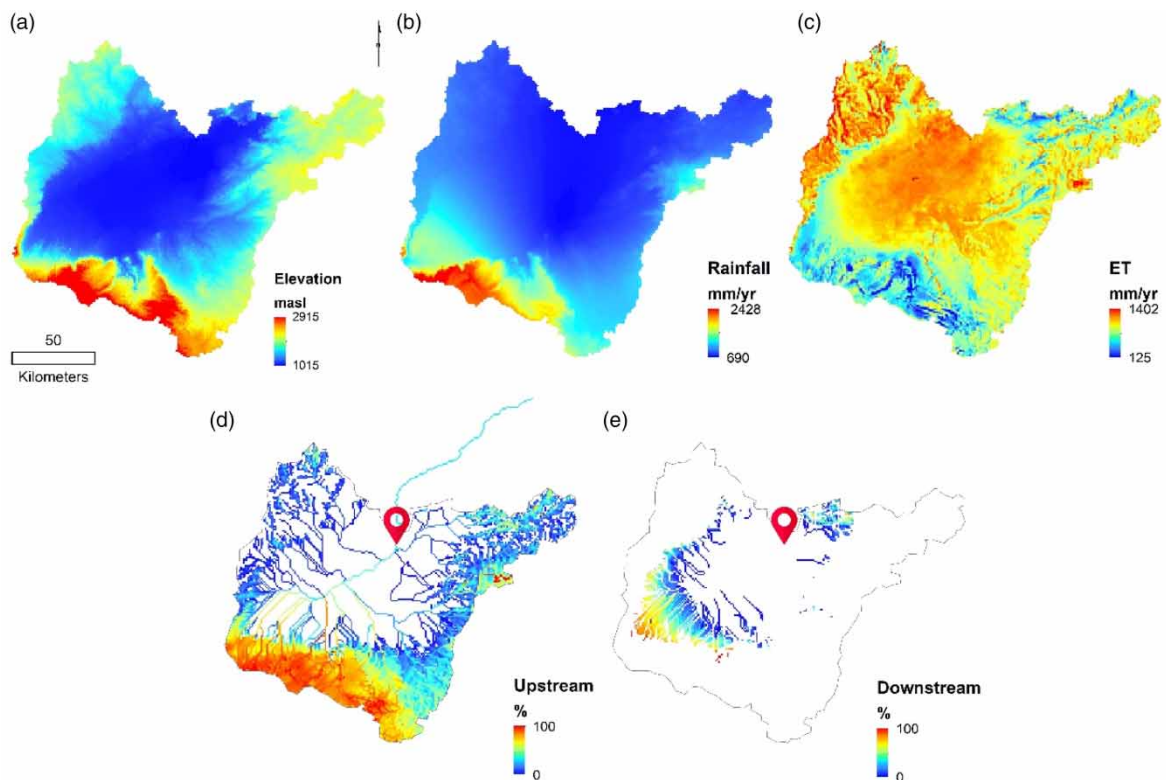 (a)
(b)
(c)
Elevation
masl
2915
1015
50
Kilometers
Rainfall
mm/yr
2428
690
ET
mm/yr
1402
125
(d)
(e)
Upstream
%
100
0
Downstream
%
100
0